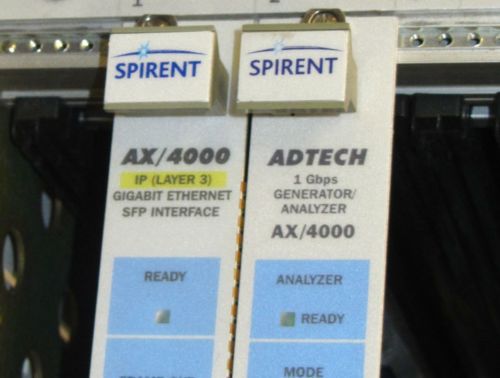 SPIRENT
AX/4000
IP (LAYER 3)
GIGABIT ETHERNET
SFP INTERFACE
READY
SPIRENT
ADTECH
1 Gbps
GENERATOR/
ANALYZER
AX/4000
ANALYZER
READY
MODE